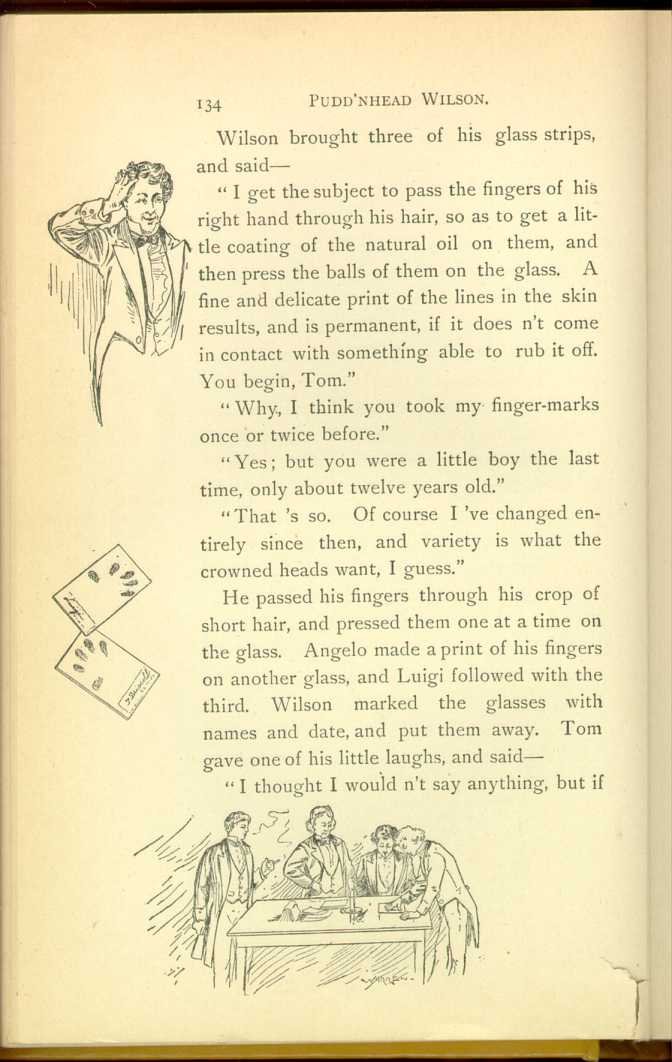 134 PUDD'NHEAD WILSON.
Wilson brought three of his glass strips,
and said—
“ I get the subject to pass the fingers of his
right hand through his hair, so as to get a lit-
tle coating of the natural oil on them, and
then press the balls of them on the glass. A
fine and delicate print of the lines in the skin
results, and is permanent, if it does n't come
in contact with something able to rub it off.
You begin, Tom.”
“ Why, I think you took my finger-marks
once or twice before.”
“ Yes; but you were a little boy the last
time, only about twelve years old.”
“ That 's so. Of course I 've changed en-
tirely since then, and variety is what the
crowned heads want, I guess.”
He passed his fingers through his crop of
short hair, and pressed them one at a time on
the glass. Angelo made a print of his fingers
on another glass, and Luigi followed with the
third. Wilson marked the glasses with
names and date, and put them away. Tom
gave one of his little laughs, and said—
“ I thought I would n't say anything, but if
WARREN-